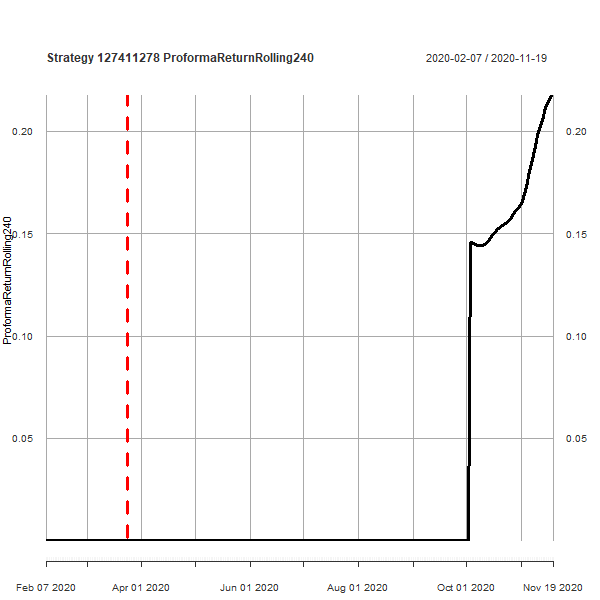 Strategy 127411278 ProformaReturnRolling240
2020-02-07 / 2020-11-19
0.20
0.20
0.15
0.15
ProformaReturnRolling240
0.10
0.10
0.05
0.05
Feb 07 2020
Apr 01 2020
Jun 01 2020
Aug 01 2020
Oct 01 2020
Nov 19 2020